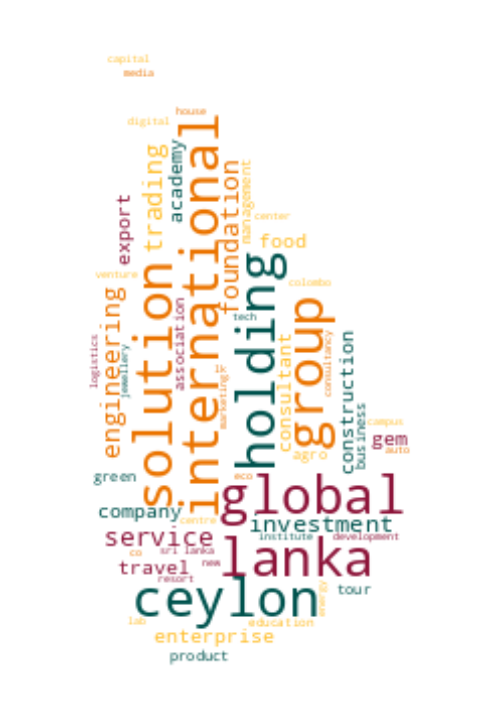 capital
media
house
digital
international
trading
academy
foundation
management
export
center
food
holding
solution
venture
colombo
engineering
group
association
tech
logistics
jewellery
construction
consultant
consultancy
lk
marketing
business
campus
gem
auto
agro
green
eco
global
company
centre
investment
service
institute
development
lanka
co
sri lanka
new
travel
resort
ceylon
energy
tour
lab
education
enterprise
product